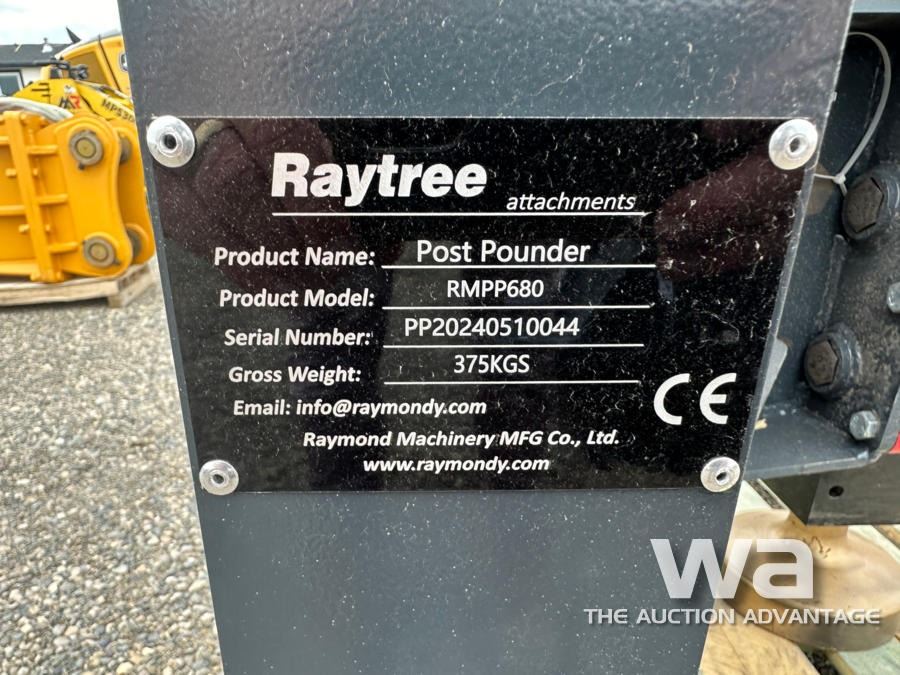 MPS30
Raytree
attachments
Product Name: Post Pounder
Product Model: RMPP680
Serial Number: PP20240510044
Gross Weight: 375KGS
Email: info@raymondy.com
CE
Raymond Machinery MFG Co., Ltd.
www.raymondy.com
wa
THE AUCTION ADVANTAGE